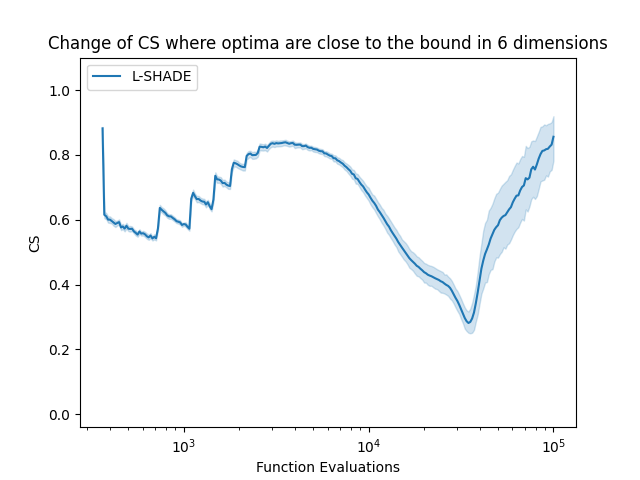 Change of CS where optima are close to the bound in 6 dimensions
L-SHADE
1.0
0.8
0.6
0.4
0.2
0.0
CS
10³
10⁴
10⁵
Function Evaluations